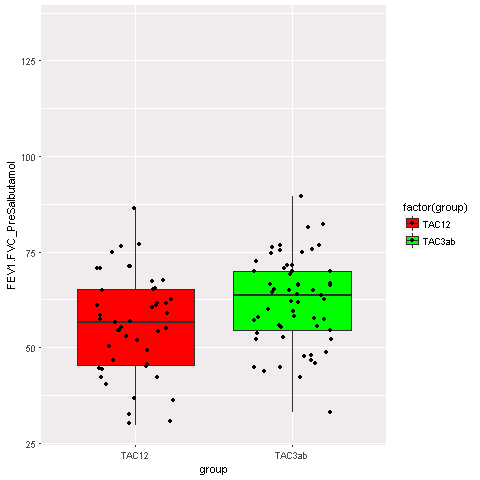 125
100
75
50
25
FEV1.FVC_PreSalbutamol
TAC12
TAC3ab
group
factor(group)
TAC12
TAC3ab